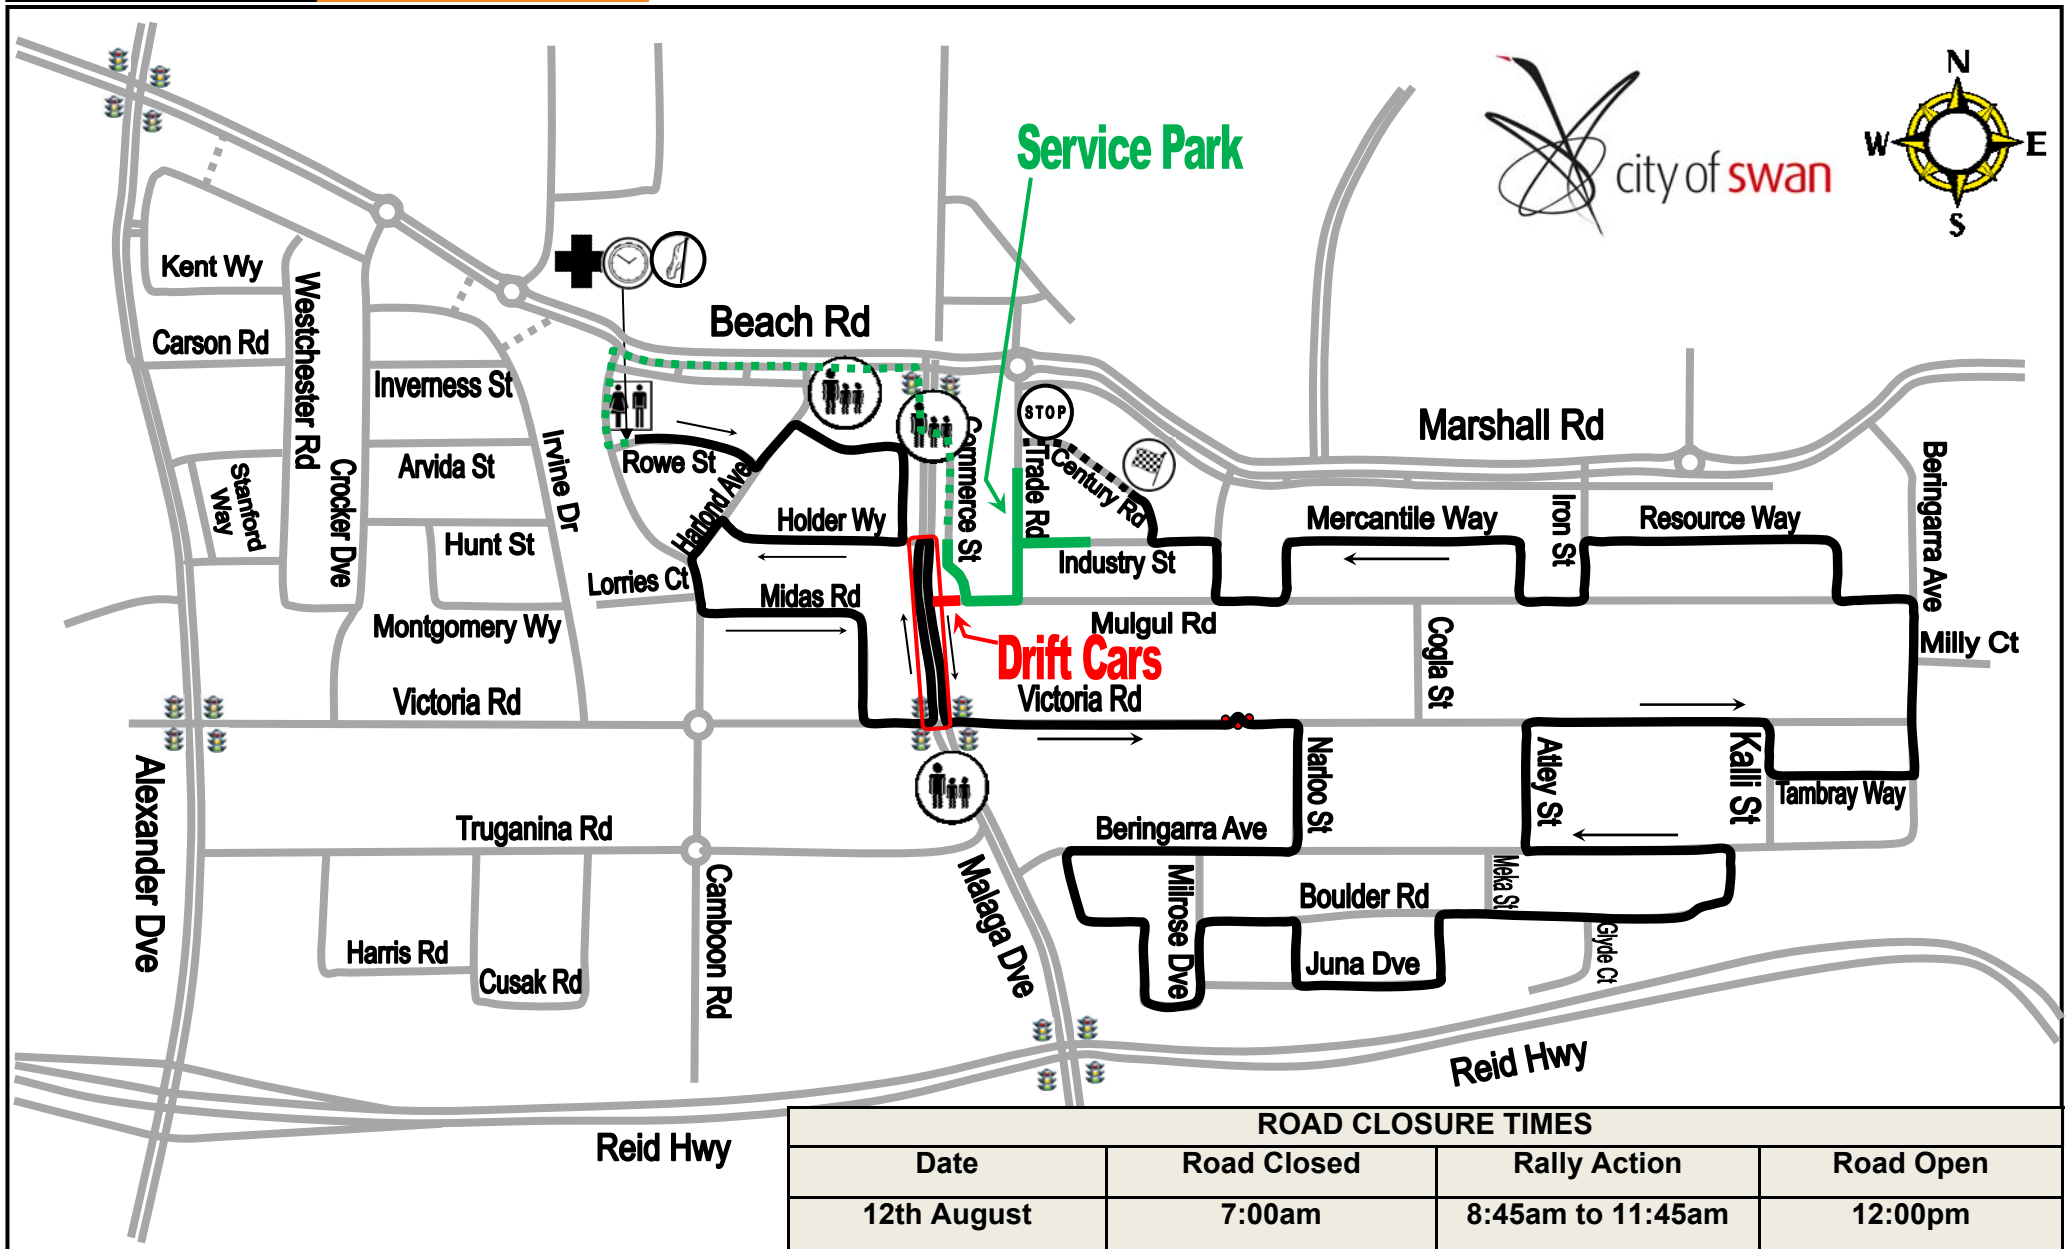 N
W
E
S
Service Park
city of swan
Kent Wy
Westchester Rd
Beach Rd
Carson Rd
Inverness St
STOP
Marshall Rd
Irvine Dr
Rowe St
Commerce St
Trade Rd
Century Rd
Beringarra Ave
Stanford
Way
Crocker Dve
Arvida St
Harlond Ave
Holder Wy
Mercantile Way
Iron St
Resource Way
Hunt St
Industry St
Lorries Ct
Midas Rd
Montgomery Wy
Mulgul Rd
Cogla St
Milly Ct
Drift Cars
Victoria Rd
Victoria Rd
Alexander Dve
Narloo St
Atley St
Kalli St
Tambray Way
Truganina Rd
Beringarra Ave
Camboon Rd
Malaga Dve
Milrose Dve
Meka St
Boulder Rd
Harris Rd
Cusak Rd
Juna Dve
Glyde Ct
Reid Hwy
Reid Hwy
ROAD CLOSURE TIMES
Date Road Closed Rally Action Road Open
12th August 7:00am 8:45am to 11:45am 12:00pm